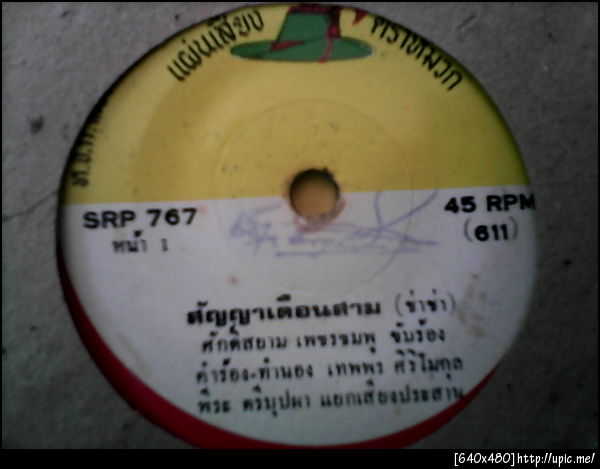 แผ่นเสียง ตราหมวก
SRP 767
หน้า 1
45 RPM
(611)
สัญญาเดือนสาม (ช่าช่า)
ศักดิ์สยาม เพชรชมพู ขับร้อง
คำร้อง-ทำนอง เทพพร ศิริโมกุล
พีระ ตรีบุปผา แยกเสียงประสาน
[640x480]http://upic.me/